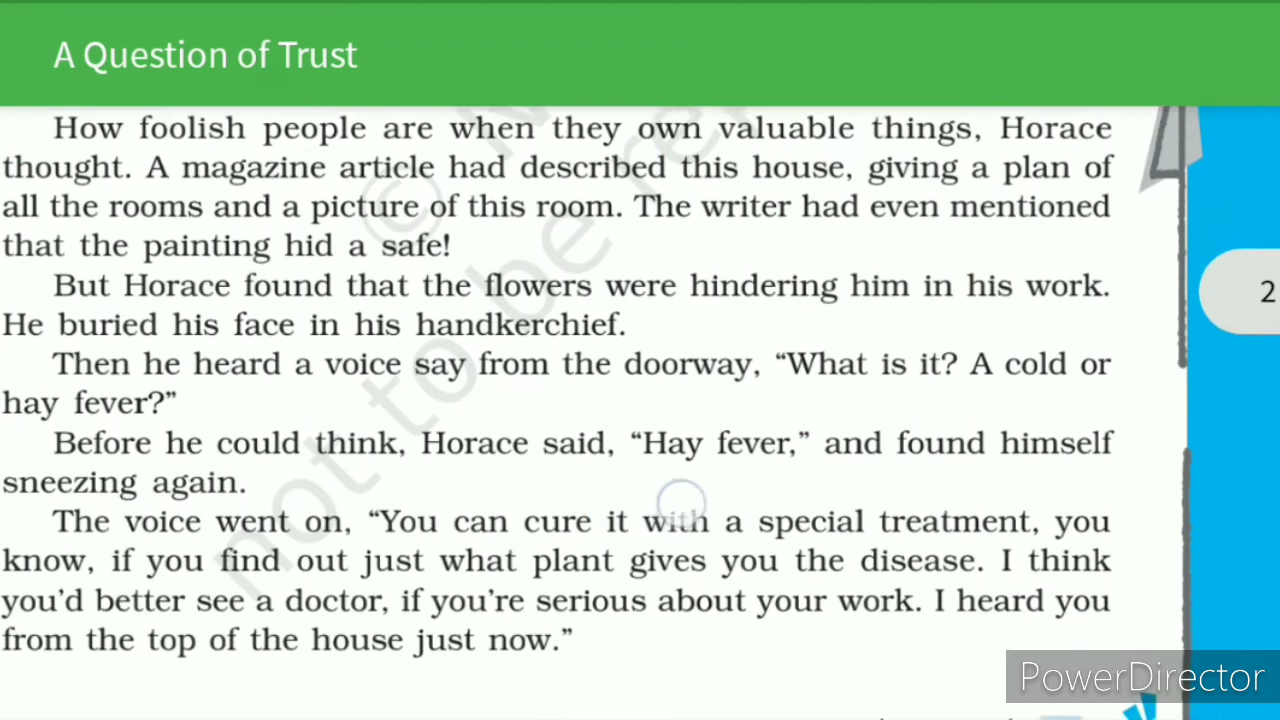 A Question of Trust
How foolish people are when they own valuable things, Horace
thought. A magazine article had described this house, giving a plan of
all the rooms and a picture of this room. The writer had even mentioned
that the painting hid a safe!
But Horace found that the flowers were hindering him in his work.
He buried his face in his handkerchief.
Then he heard a voice say from the doorway, “What is it? A cold or
hay fever?”
Before he could think, Horace said, “Hay fever,” and found himself
sneezing again.
The voice went on, “You can cure it with a special treatment, you
know, if you find out just what plant gives you the disease. I think
you’d better see a doctor, if you’re serious about your work. I heard you
from the top of the house just now.”
2
not to be
PowerDirector